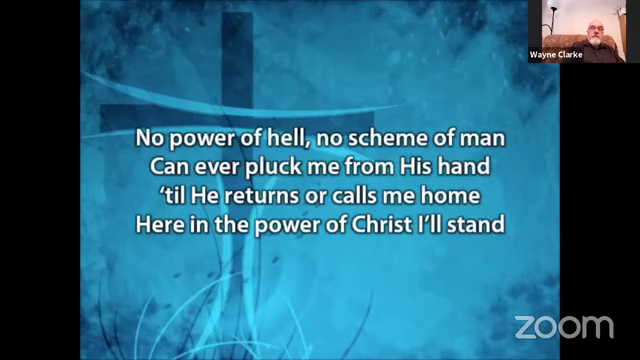 Wayne Clarke
No power of hell, no scheme of man
Can ever pluck me from His hand
‘til He returns or calls me home
Here in the power of Christ I’ll stand
zoom